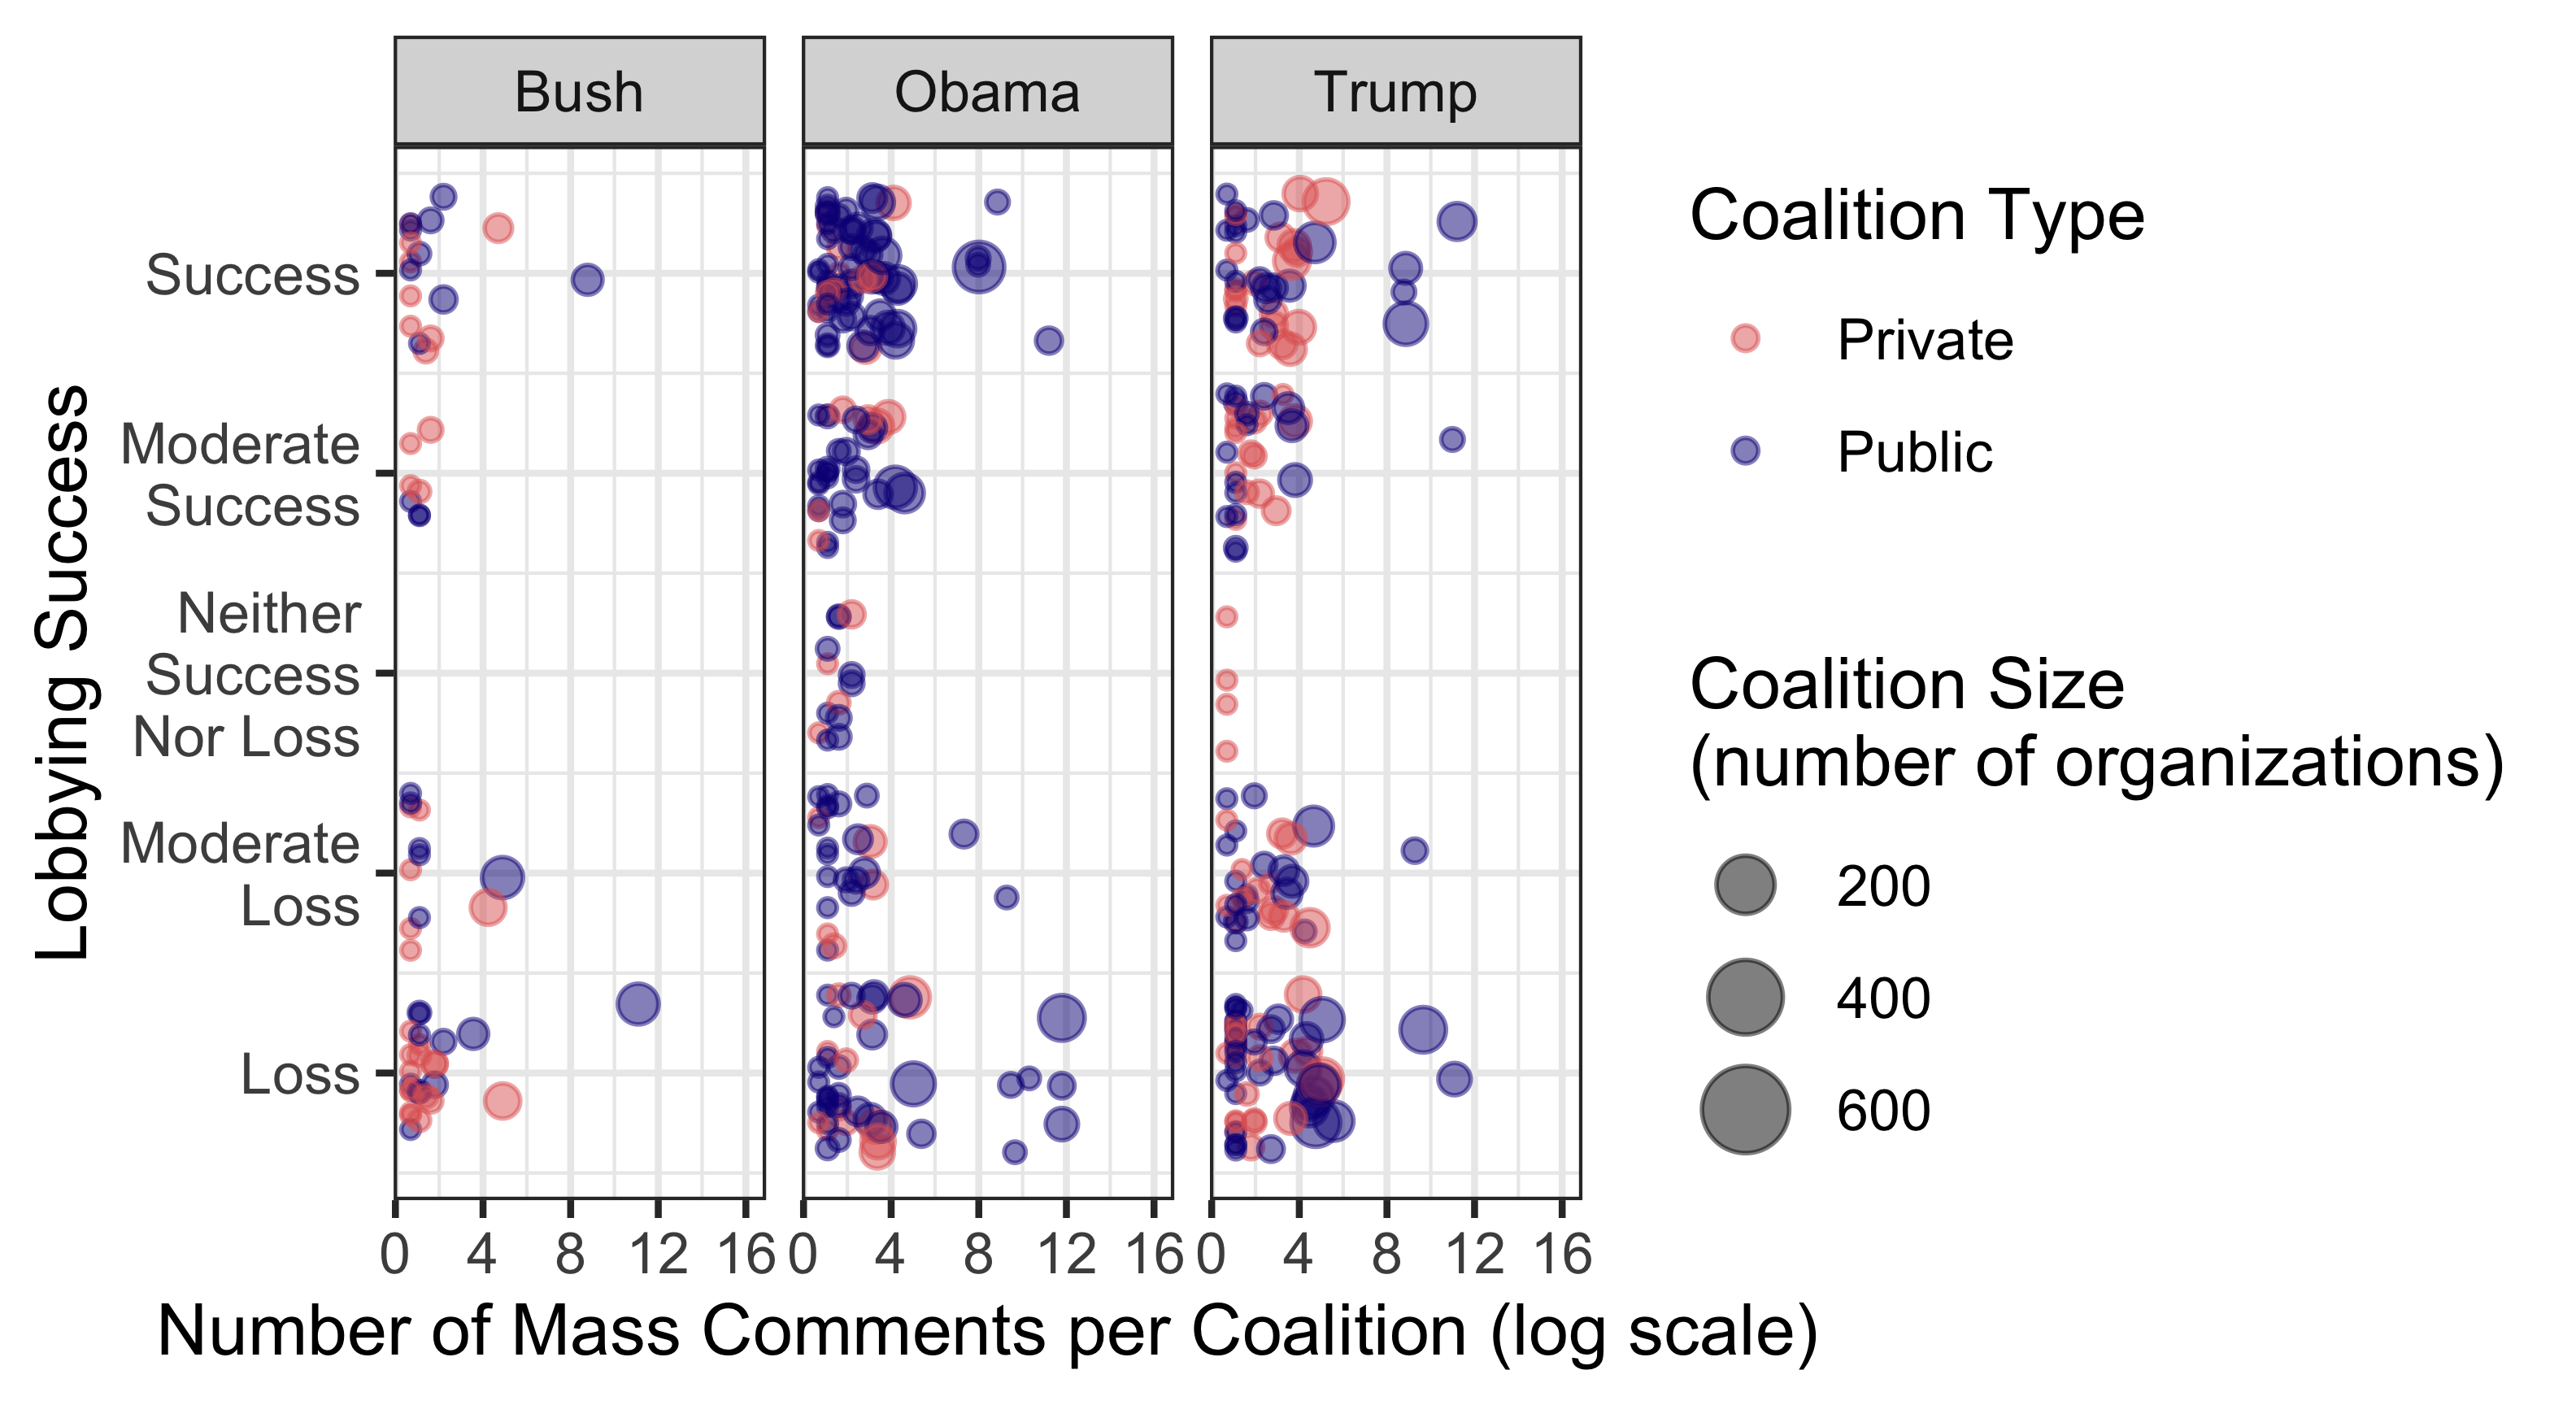 Bush
Obama
Trump
Lobbying Success
Success
Moderate
Success
Neither
Success
Nor Loss
Moderate
Loss
Loss
0 4 8 12 16 0 4 8 12 16 0 4 8 12 16
Number of Mass Comments per Coalition (log scale)
Coalition Type
Private
Public
Coalition Size
(number of organizations)
200
400
600